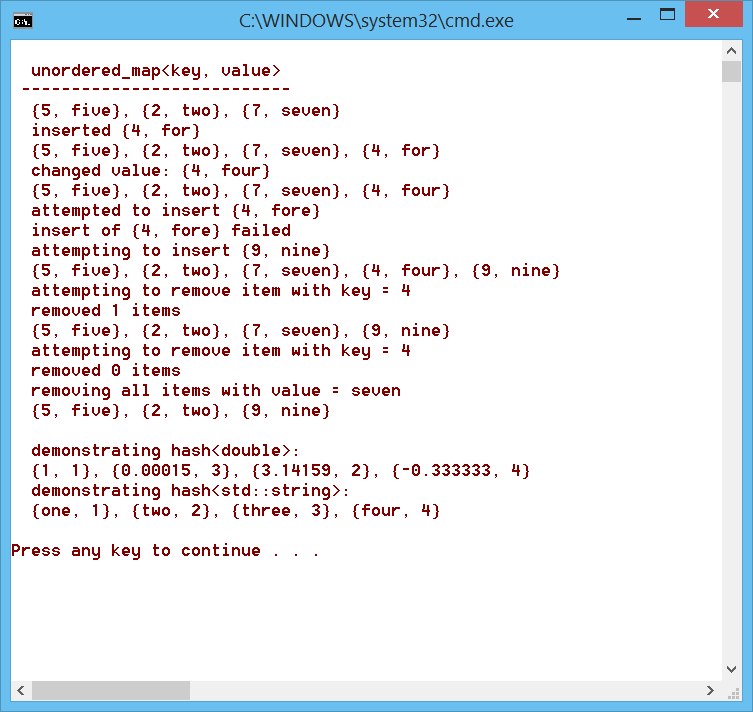 C:\WINDOWS\system32\cmd.exe
unordered_map<key, value>
---------------------------
{5, five}, {2, two}, {7, seven}
inserted {4, for}
{5, five}, {2, two}, {7, seven}, {4, for}
changed value: {4, four}
{5, five}, {2, two}, {7, seven}, {4, four}
attempted to insert {4, fore}
insert of {4, fore} failed
attempting to insert {9, nine}
{5, five}, {2, two}, {7, seven}, {4, four}, {9, nine}
attempting to remove item with key = 4
removed 1 items
{5, five}, {2, two}, {7, seven}, {9, nine}
attempting to remove item with key = 4
removed 0 items
removing all items with value = seven
{5, five}, {2, two}, {9, nine}
demonstrating hash<double>:
{1, 1}, {0.00015, 3}, {3.14159, 2}, {-0.333333, 4}
demonstrating hash<std::string>:
{one, 1}, {two, 2}, {three, 3}, {four, 4}
Press any key to continue . . .